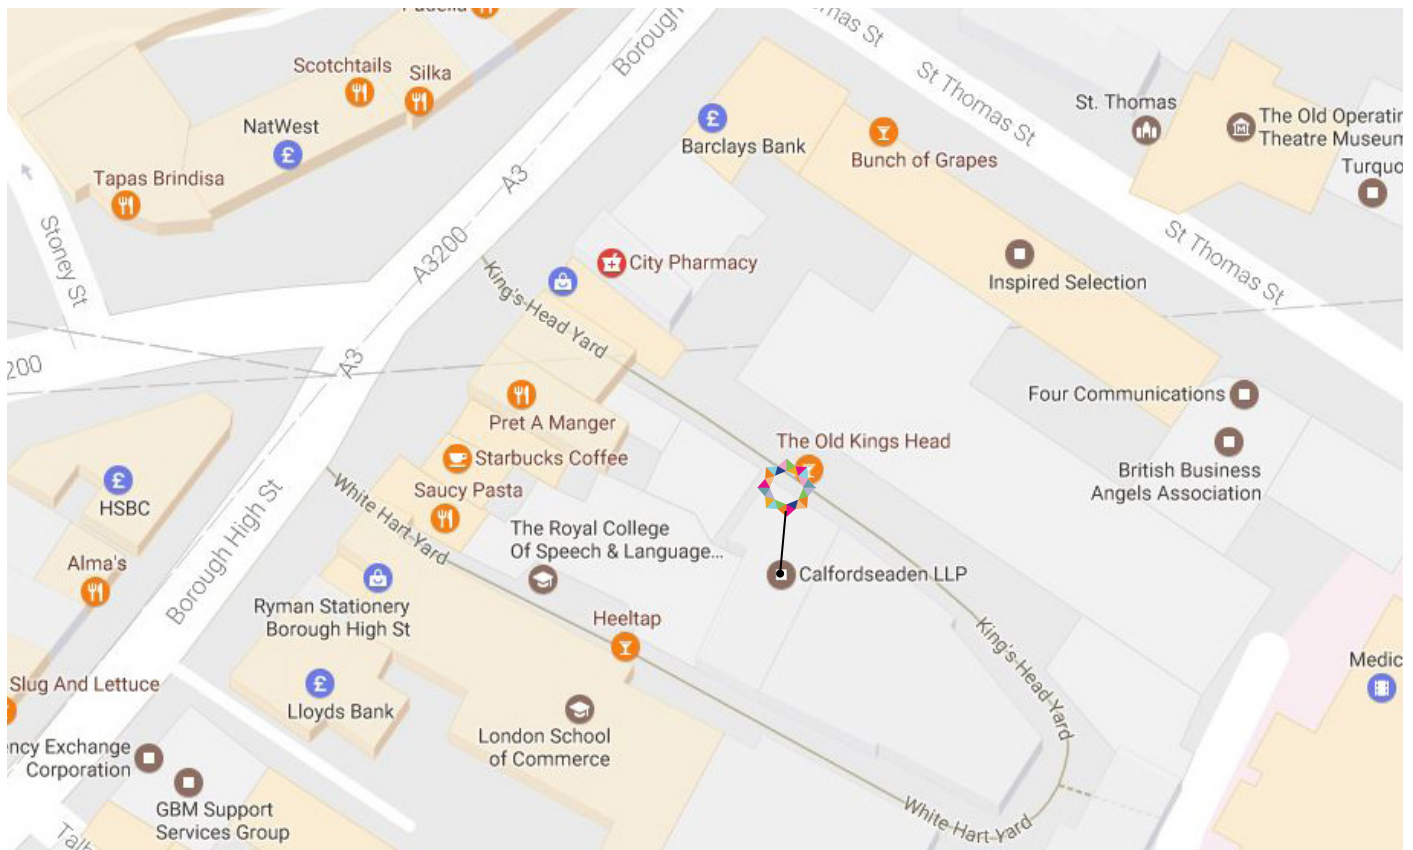 Borough
mas St
St Thomas St
Scotchtails
Silka
NatWest
Tapas Brindisa
Stoney St
A3
A3200
A3
200
Barclays Bank
Bunch of Grapes
St. Thomas
The Old Operatin
Theatre Museum
Turquo
St Thomas St
Inspired Selection
City Pharmacy
King's Head Yard
Pret A Manger
Starbucks Coffee
Saucy Pasta
The Old Kings Head
Four Communications
British Business
Angels Association
HSBC
Borough High St
White Hart Yard
Alma's
The Royal College
Of Speech & Language...
Calfordseaden LLP
Ryman Stationery
Borough High St
Heeltap
King's Head Yard
Medic
Slug And Lettuce
Lloyds Bank
London School
of Commerce
ency Exchange
Corporation
GBM Support
Services Group
White Hart Yard
Talb